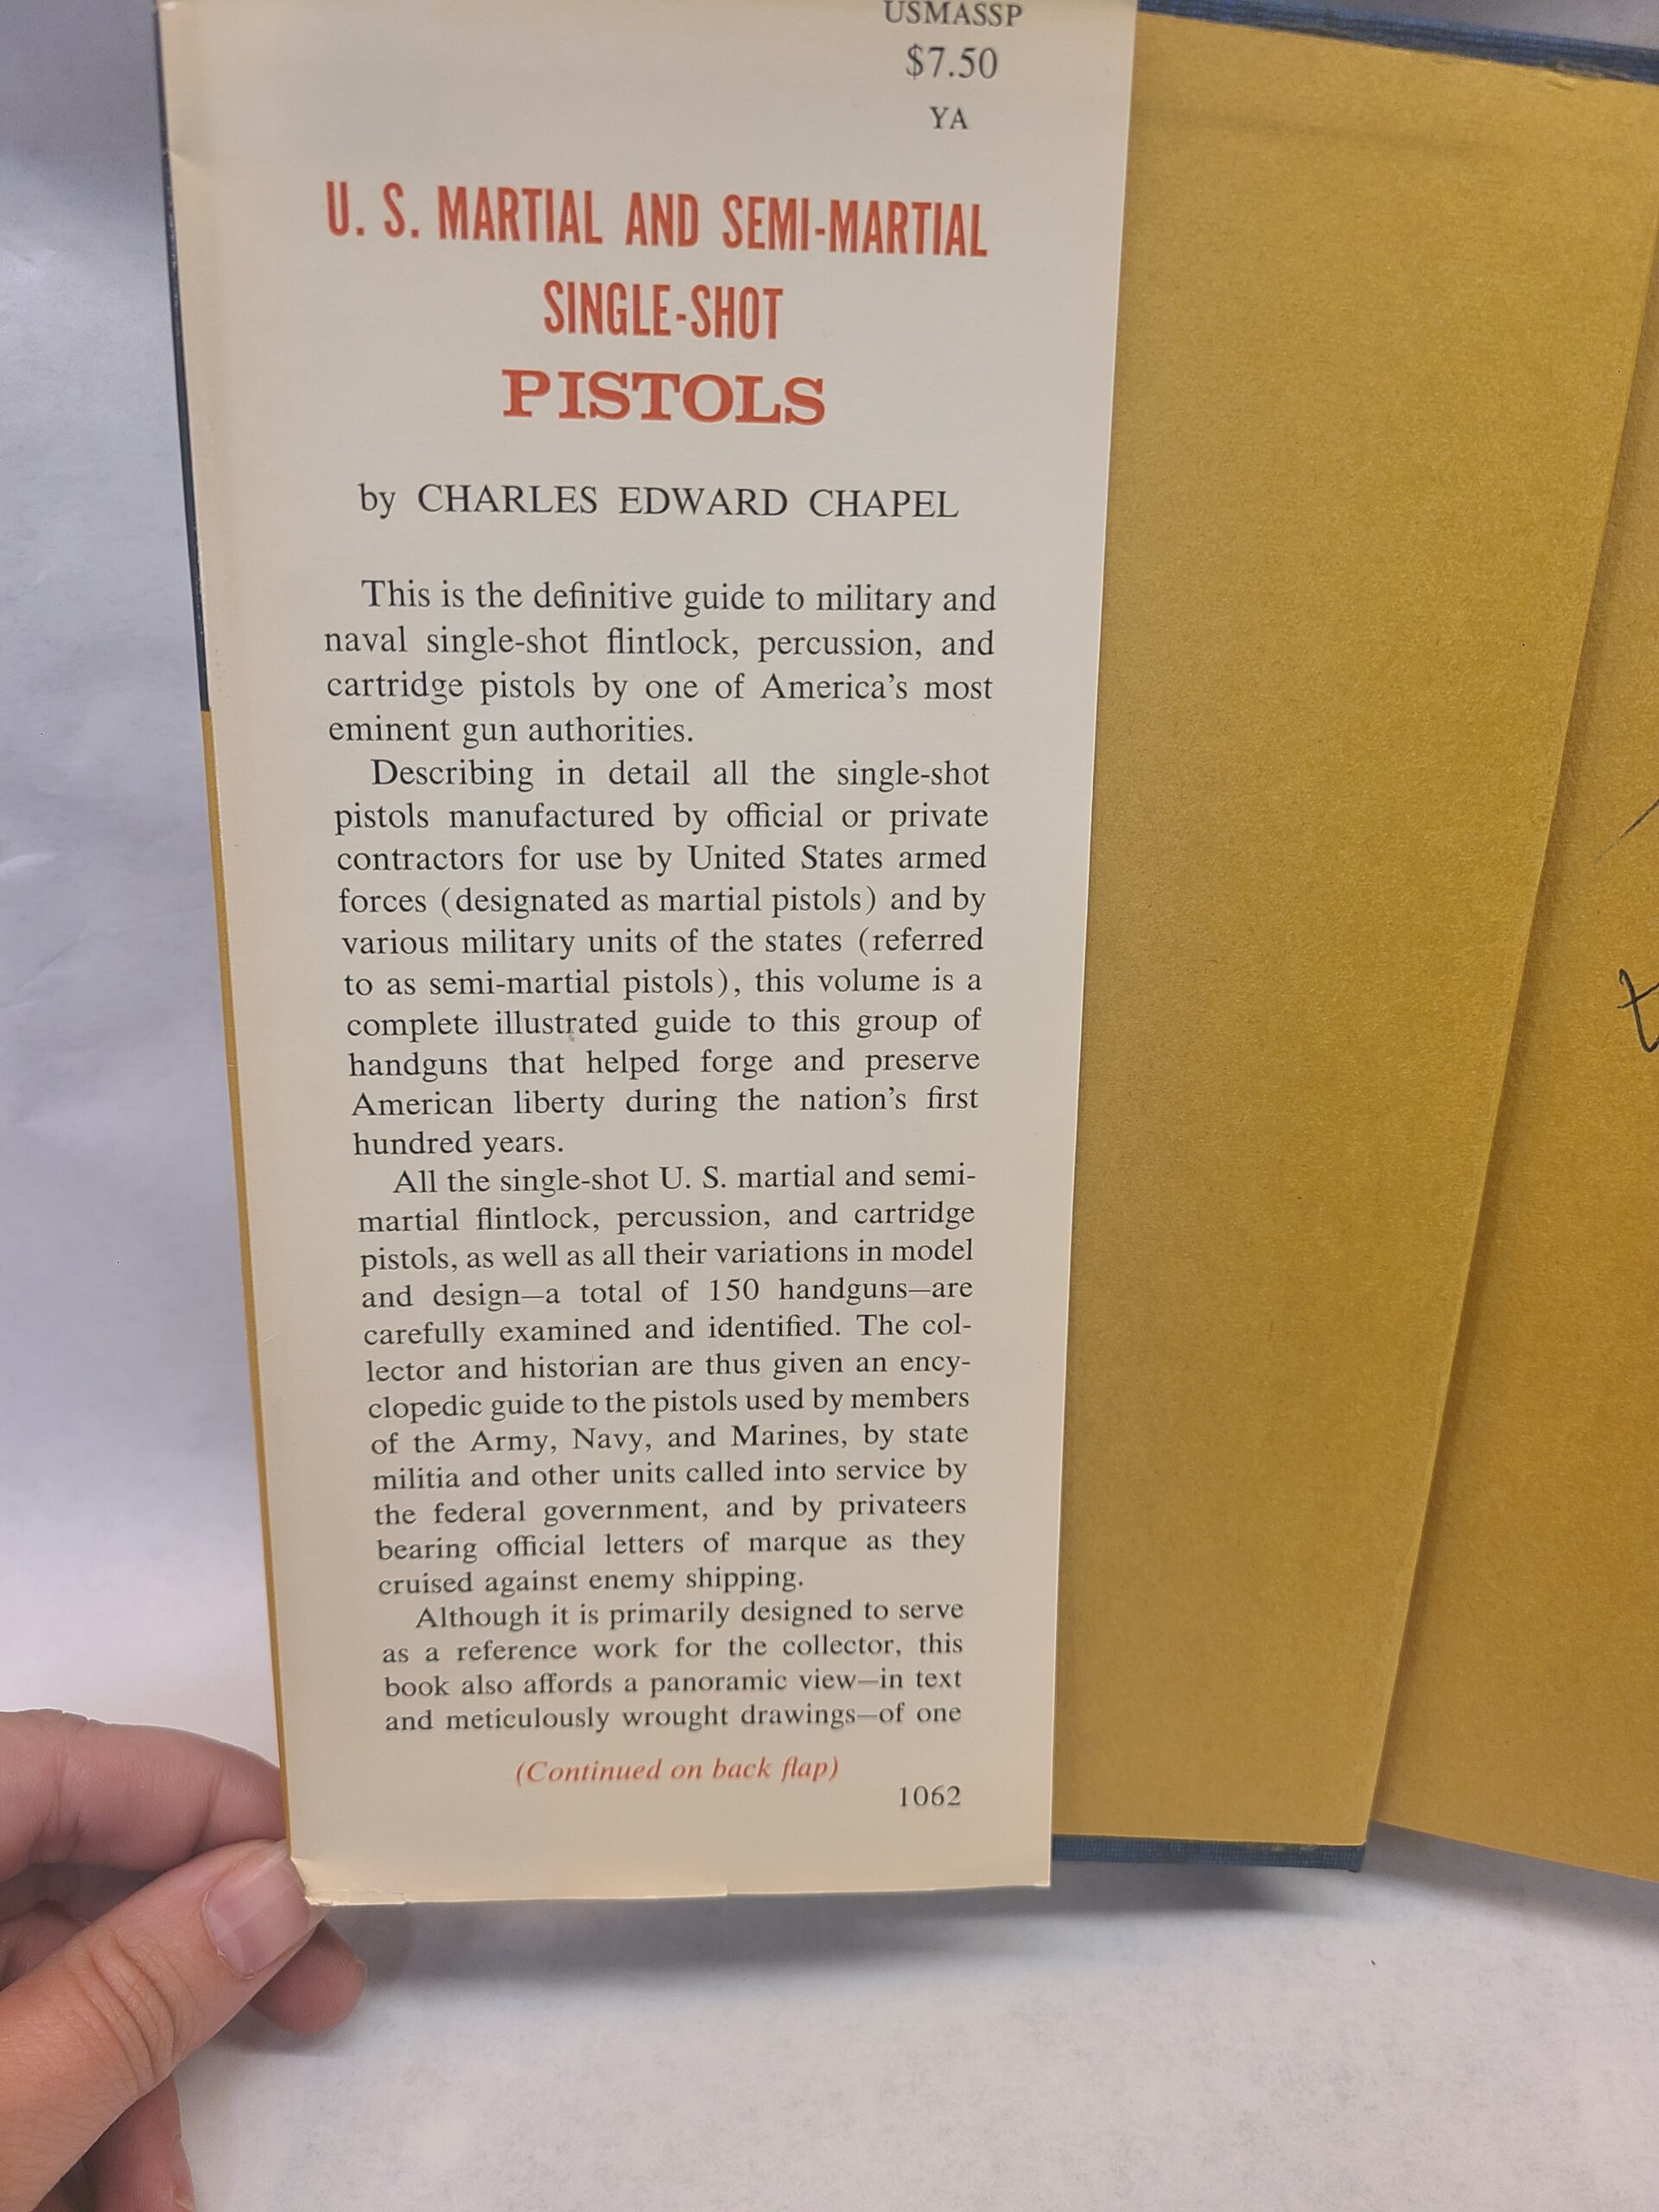 USMASSP
$7.50
YA
U. S. MARTIAL AND SEMI-MARTIAL
SINGLE-SHOT
PISTOLS
by CHARLES EDWARD CHAPEL
This is the definitive guide to military and
naval single-shot flintlock, percussion, and
cartridge pistols by one of America's most
eminent gun authorities.
Describing in detail all the single-shot
pistols manufactured by official or private
contractors for use by United States armed
forces (designated as martial pistols) and by
various military units of the states (referred
to as semi-martial pistols), this volume is a
complete illustrated guide to this group of
handguns that helped forge and preserve
American liberty during the nation's first
hundred years.
All the single-shot U. S. martial and semi-
martial flintlock, percussion, and cartridge
pistols, as well as all their variations in model
and design—a total of 150 handguns—are
carefully examined and identified. The col-
lector and historian are thus given an ency-
clopedic guide to the pistols used by members
of the Army, Navy, and Marines, by state
militia and other units called into service by
the federal government, and by privateers
bearing official letters of marque as they
cruised against enemy shipping.
Although it is primarily designed to serve
as a reference work for the collector, this
book also affords a panoramic view—in text
and meticulously wrought drawings—of one
(Continued on back flap)
1062